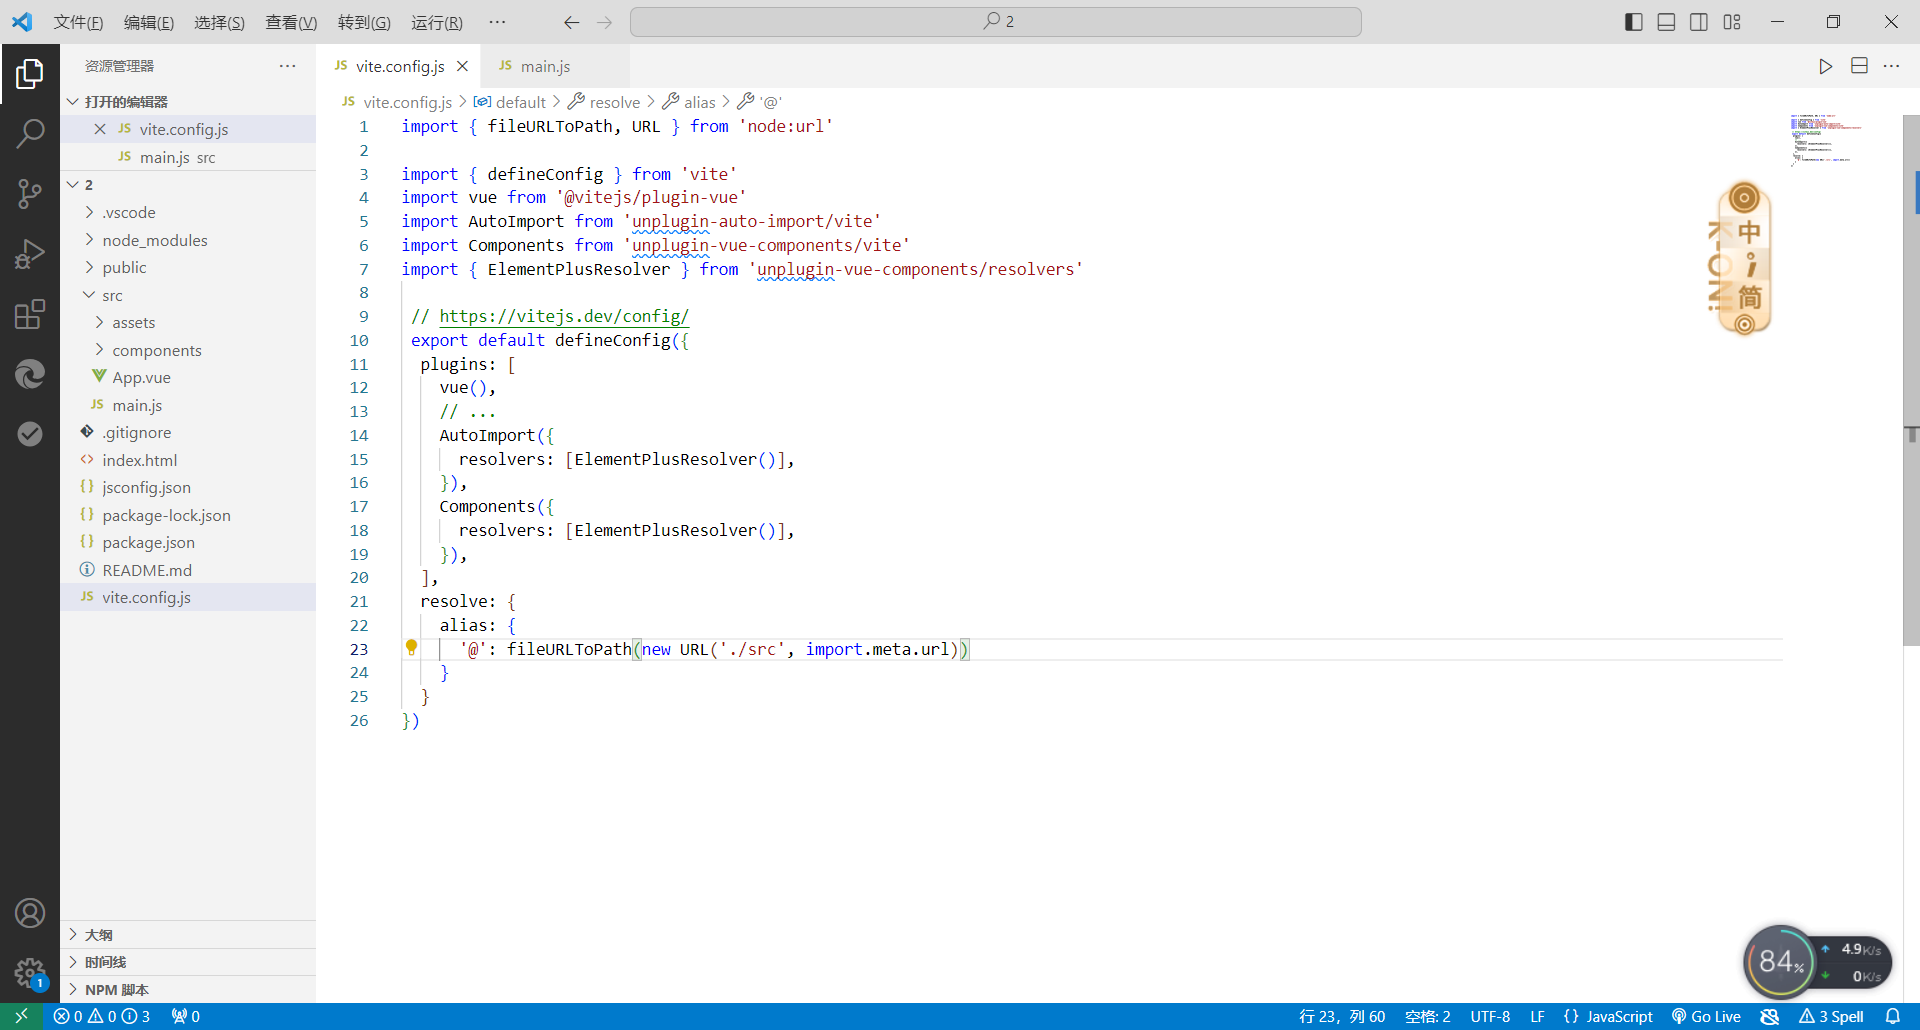 文件(F) 编辑(E) 选择(S) 查看(V) 转到(G) 运行(R) ··· 2
资源管理器 ···
打开的编辑器
JS vite.config.js
JS main.js src
2
.vscode
node_modules
public
src
assets
components
App.vue
JS main.js
.gitignore
index.html
jsconfig.json
package-lock.json
package.json
README.md
JS vite.config.js
大纲
时间线
NPM 脚本
JS vite.config.js JS main.js
JS vite.config.js > default > resolve > alias > '@'
1 import { fileURLToPath, URL } from 'node:url'
2
3 import { defineConfig } from 'vite'
4 import vue from '@vitejs/plugin-vue'
5 import AutoImport from 'unplugin-auto-import/vite'
6 import Components from 'unplugin-vue-components/vite'
7 import { ElementPlusResolver } from 'unplugin-vue-components/resolvers'
8
9 // https://vitejs.dev/config/
10 export default defineConfig({
11 plugins: [
12 vue(),
13 // ...
14 AutoImport({
15 resolvers: [ElementPlusResolver()],
16 }),
17 Components({
18 resolvers: [ElementPlusResolver()],
19 }),
20 ],
21 resolve: {
22 alias: {
23 '@': fileURLToPath(new URL('./src', import.meta.url))
24 }
25 }
26 })
中
简
84%
4.9K/s
0K/s
1
0 0 3 0 行 23，列 60 空格: 2 UTF-8 LF {} JavaScript Go Live 3 Spell